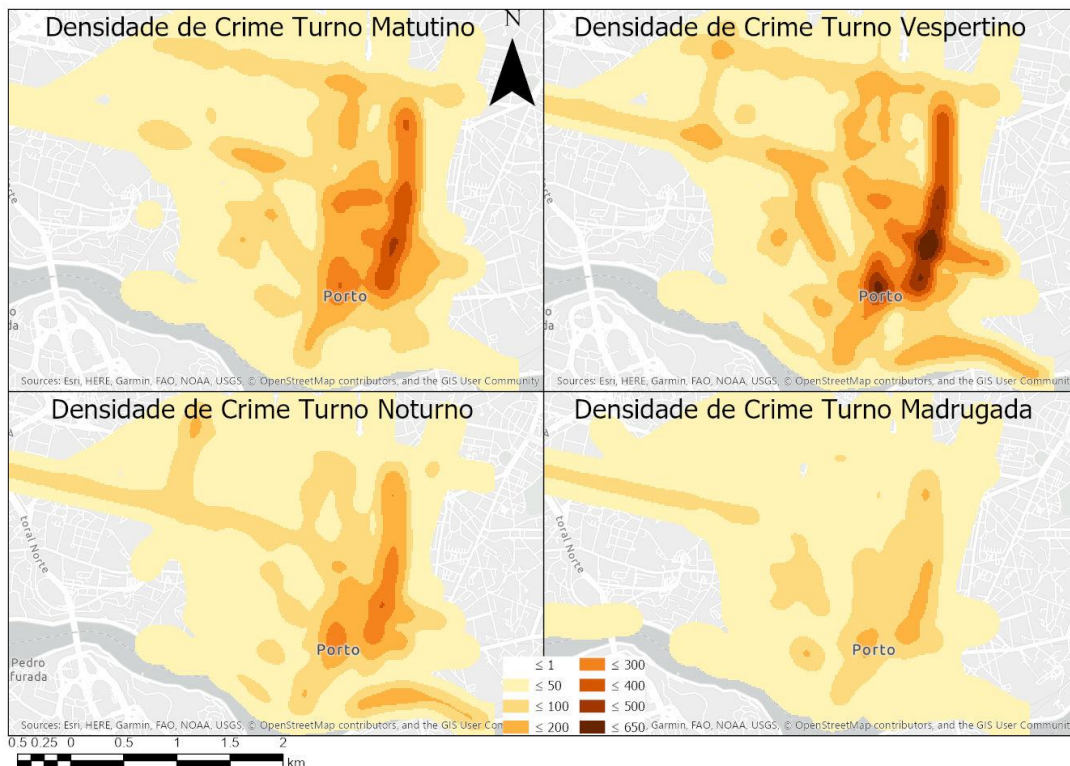 N
Densidade de Crime Turno Matutino
Densidade de Crime Turno Vespertino
Porto
Porto
Sources: Esri, HERE, Garmin, FAO, NOAA, USGS, © OpenStreetMap contributors, and the GIS User Community
Sources: Esri, HERE, Garmin, FAO, NOAA, USGS, © OpenStreetMap contributors, and the GIS User Community
Densidade de Crime Turno Noturno
Densidade de Crime Turno Madrugada
toral Norte
toral Norte
Porto
Porto
Pedro
furada
≤ 1
≤ 300
≤ 50
≤ 400
≤ 100
≤ 500
≤ 200
≤ 650
Sources: Esri, HERE, Garmin, FAO, NOAA, USGS, © OpenStreetMap contributors, and the GIS User Com
, FAO, NOAA, USGS, © OpenStreetMap contributors, and the GIS User Community
0.5 0.25 0 0.5 1 1.5 2
km